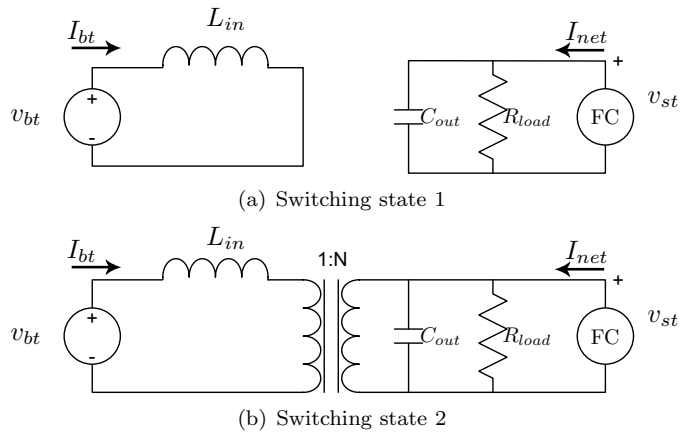 I_bt
L_in
I_net
+
v_bt
+
-
C_out
R_load
FC
v_st
(a) Switching state 1
I_bt
L_in
1:N
I_net
+
v_bt
+
-
C_out
R_load
FC
v_st
(b) Switching state 2